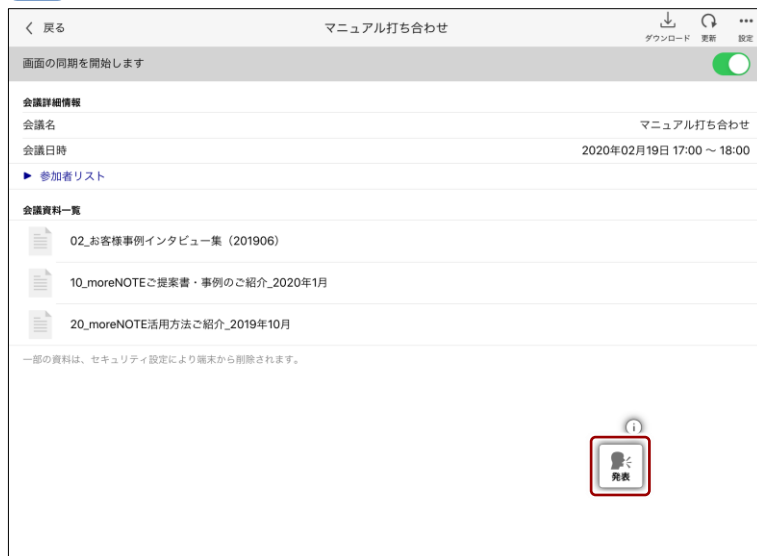 戻る
マニュアル打ち合わせ
ダウンロード 更新 設定
画面の同期を開始します
会議詳細情報
会議名 マニュアル打ち合わせ
会議日時 2020年02月19日 17:00 ~ 18:00
▶ 参加者リスト
会議資料一覧
02_お客様事例インタビュー集（201906）
10_moreNOTEご提案書・事例のご紹介_2020年1月
20_moreNOTE活用方法ご紹介_2019年10月
一部の資料は、セキュリティ設定により端末から削除されます。
発表